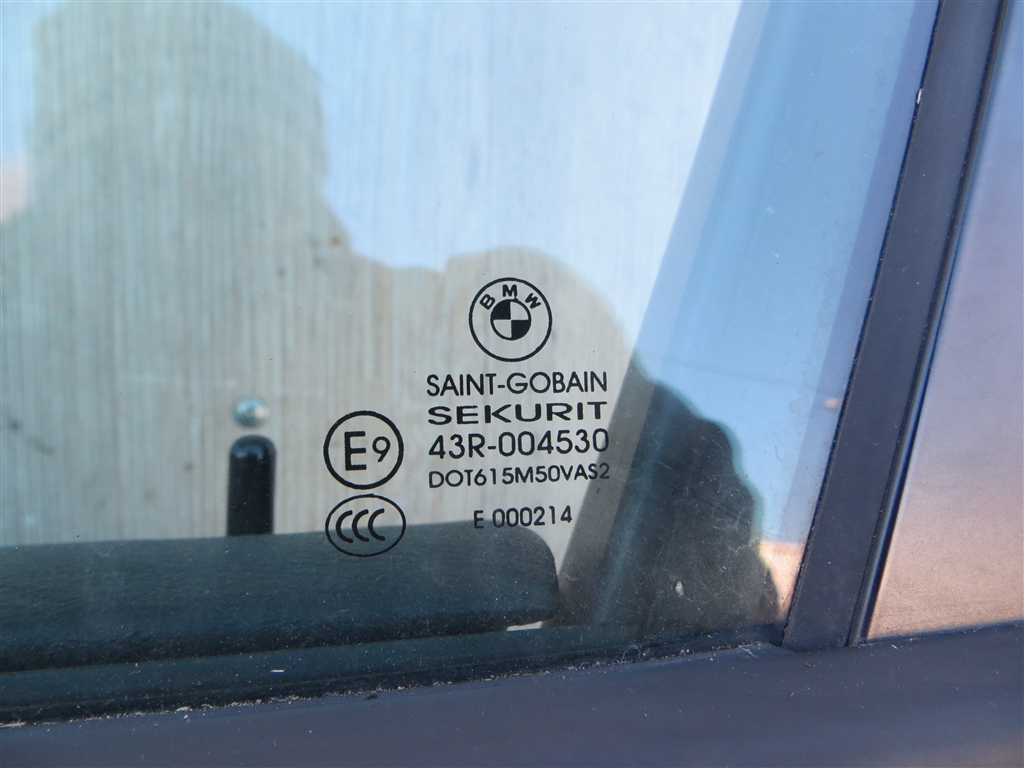 BMW
SAINT-GOBAIN
SEKURIT
E9
43R-004530
DOT615M50VAS2
CCC
E 000214